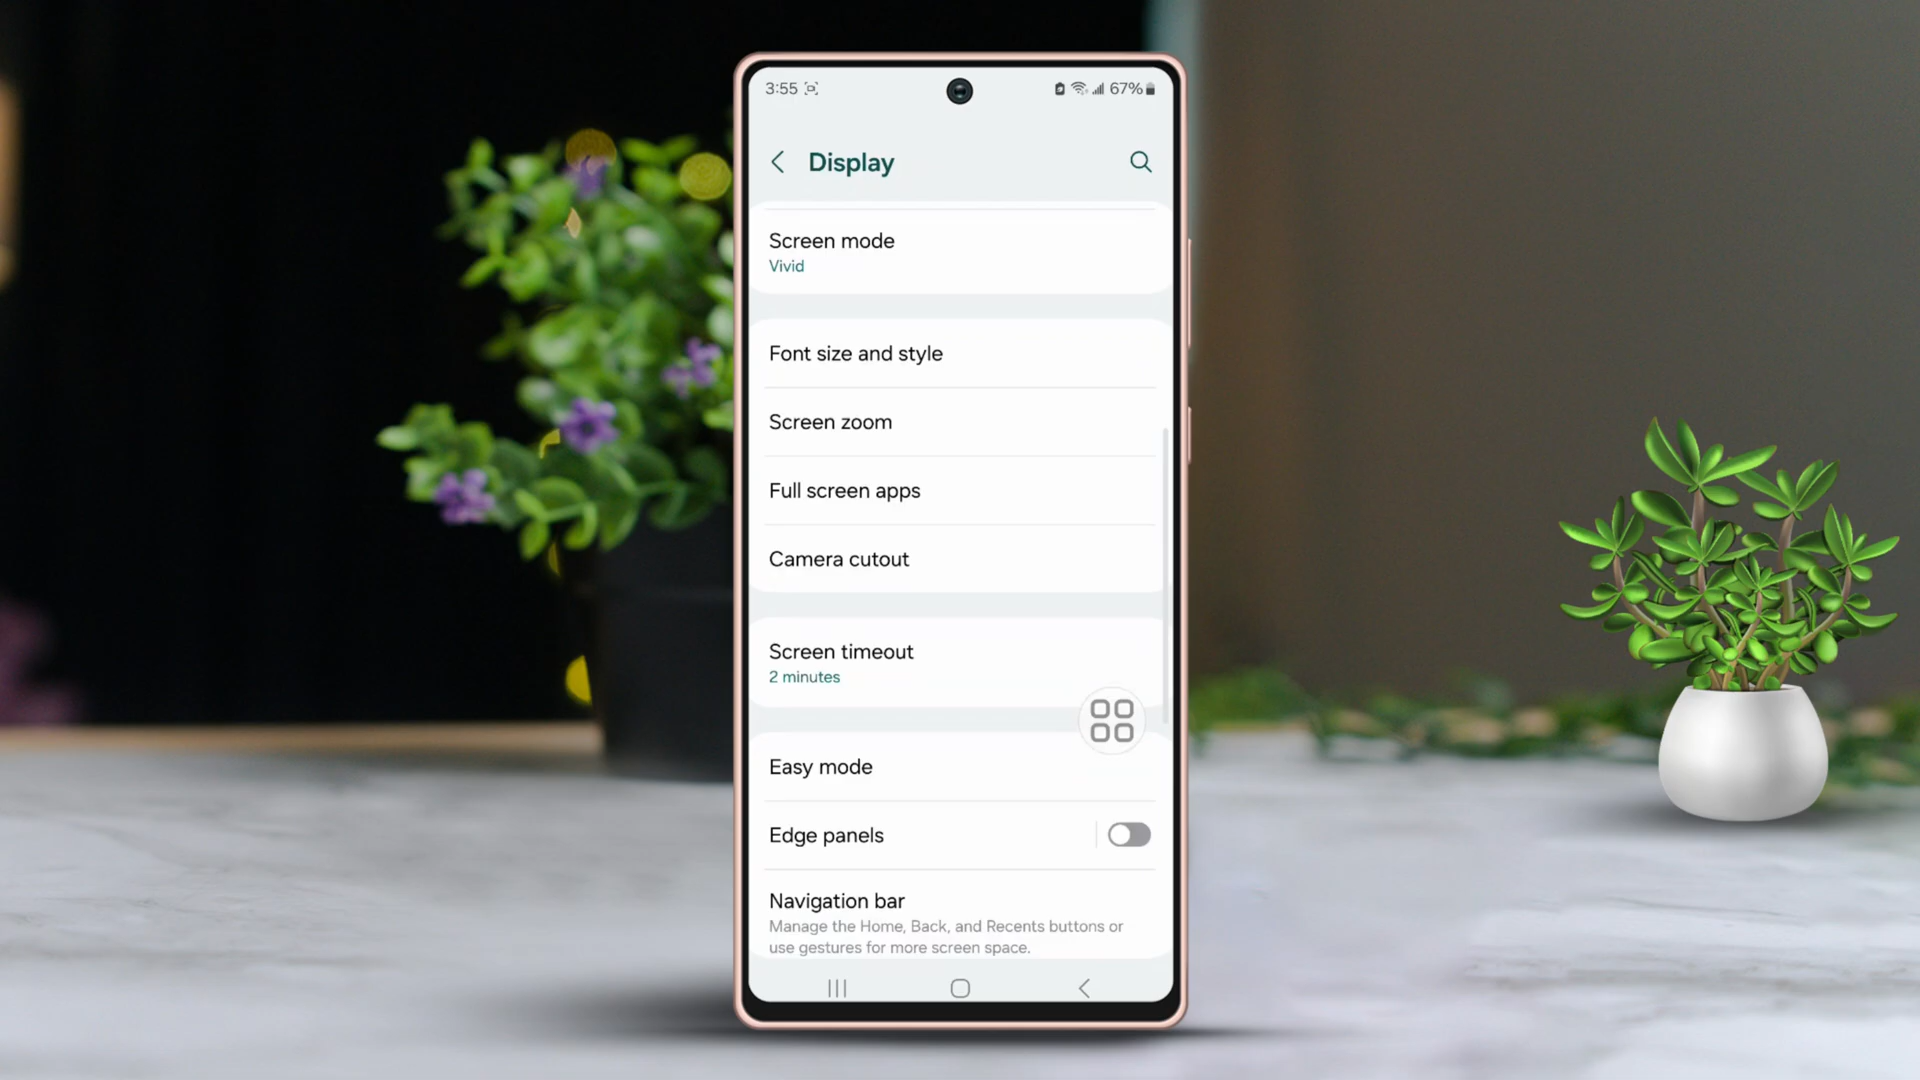 3:55
67%
Display
Screen mode
Vivid
Font size and style
Screen zoom
Full screen apps
Camera cutout
Screen timeout
2 minutes
Easy mode
Edge panels
Navigation bar
Manage the Home, Back, and Recents buttons or
use gestures for more screen space.